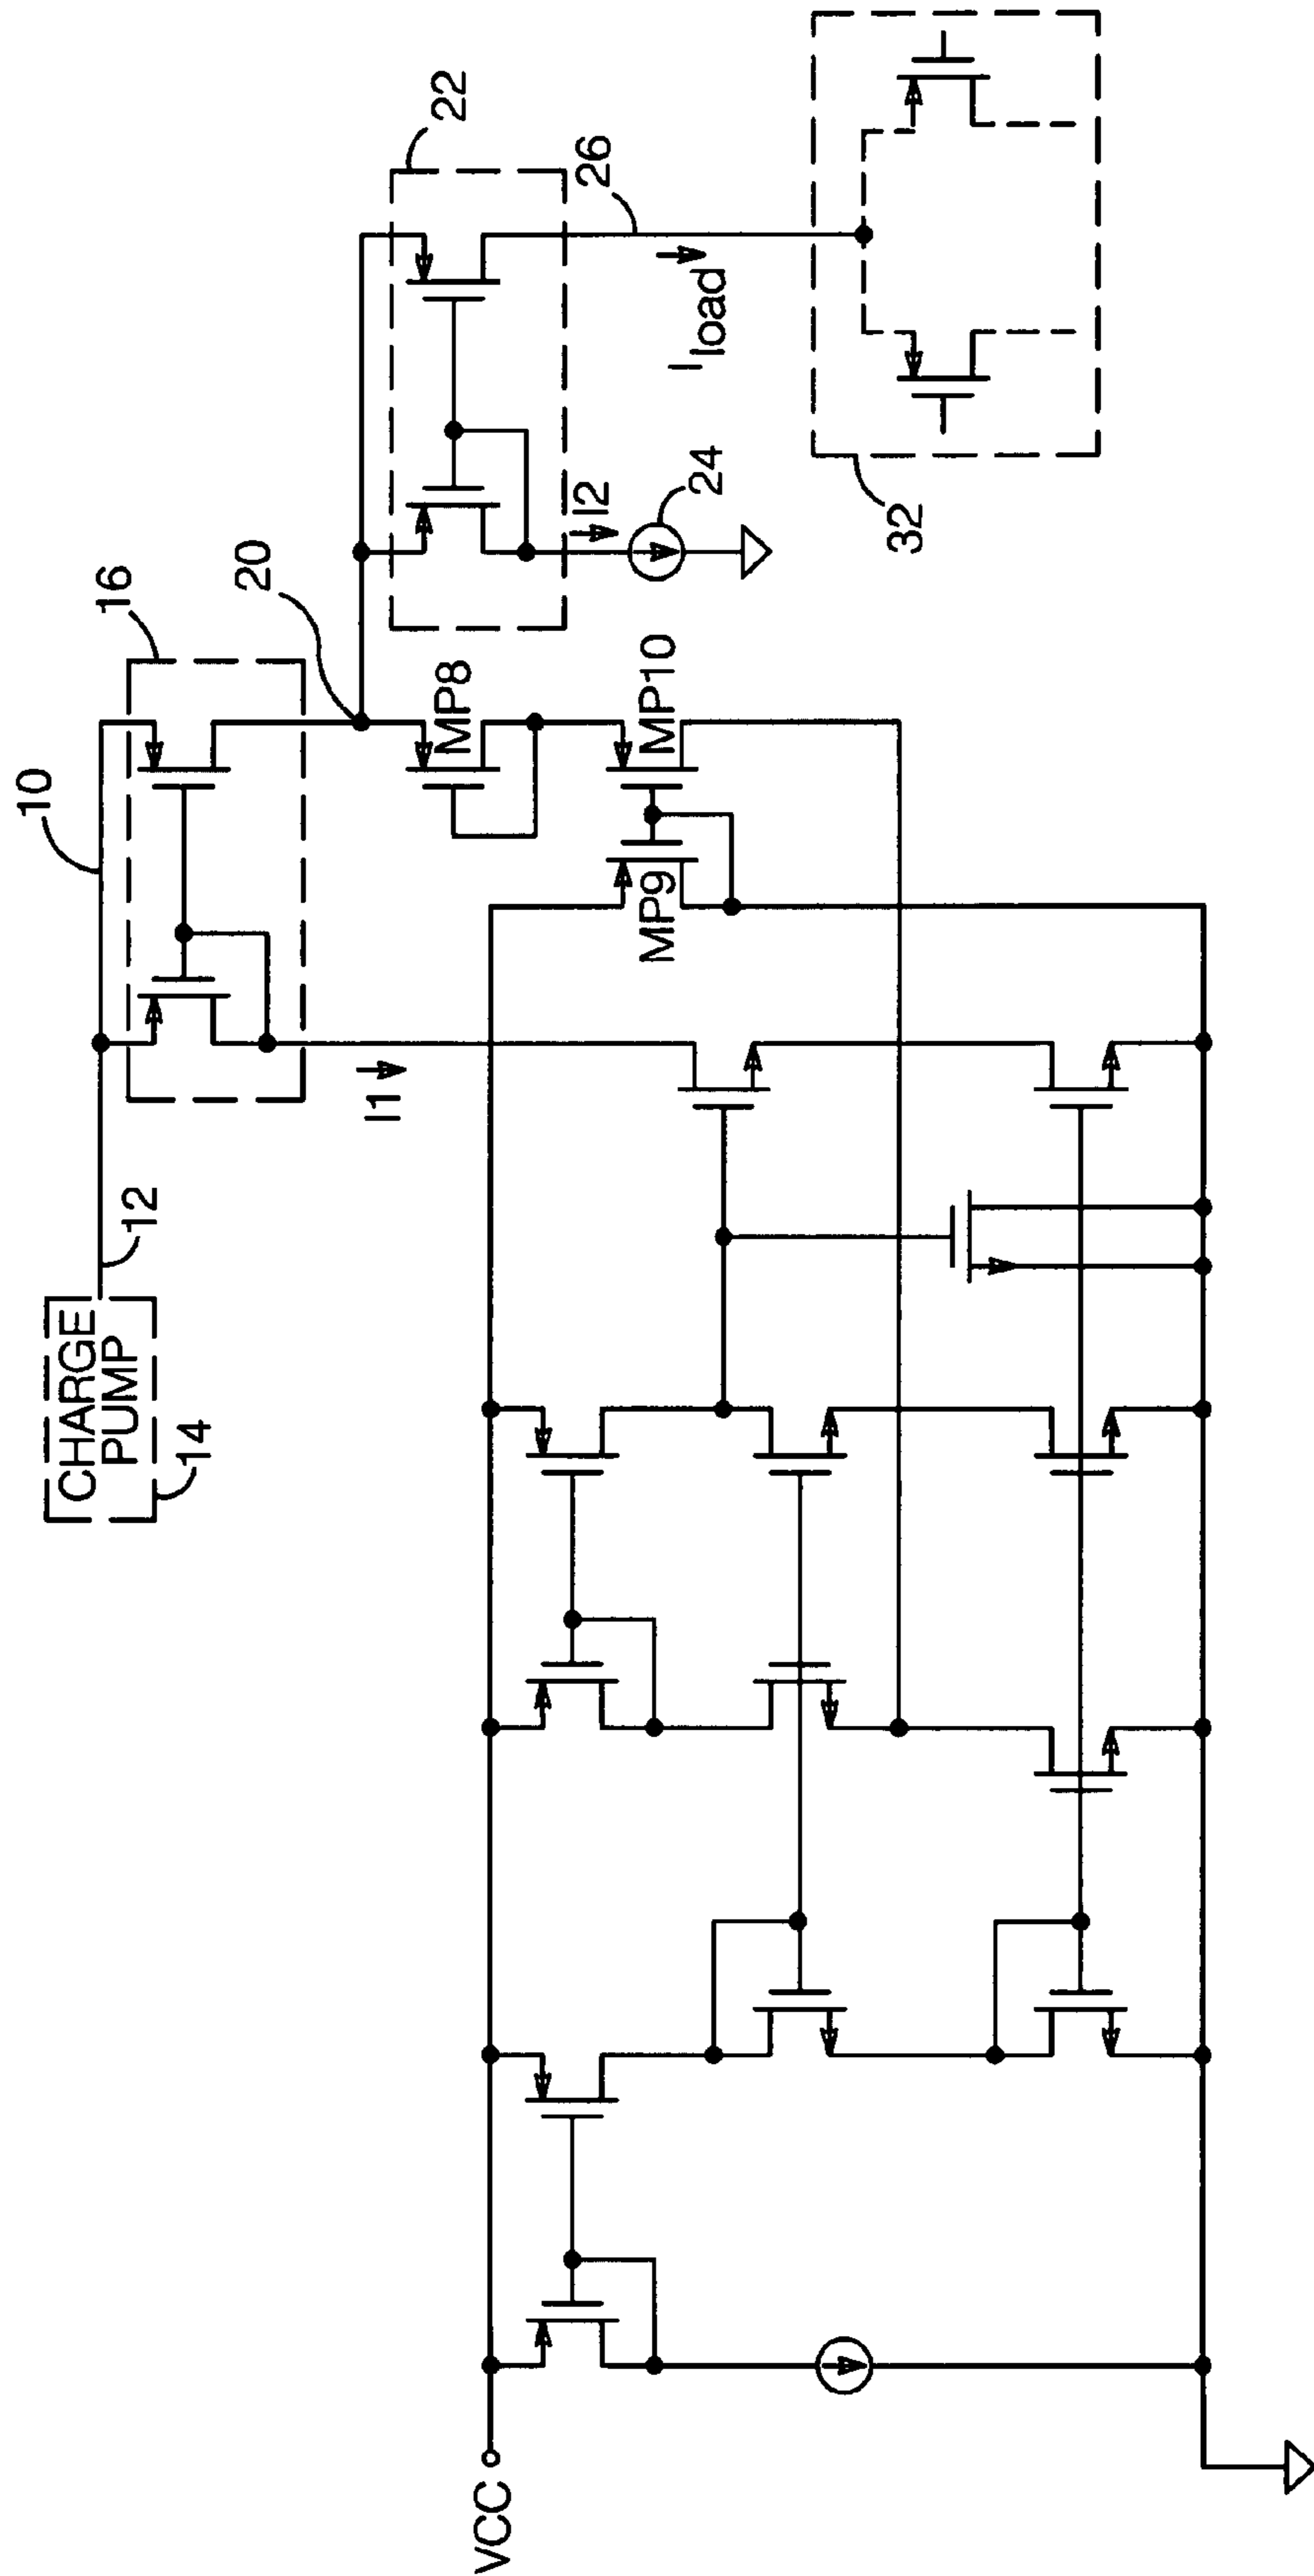 10
12
CHARGE
PUMP
14
16
20
22
I1
MP8
MP9
MP10
I2
24
26
Iload
32
VCC